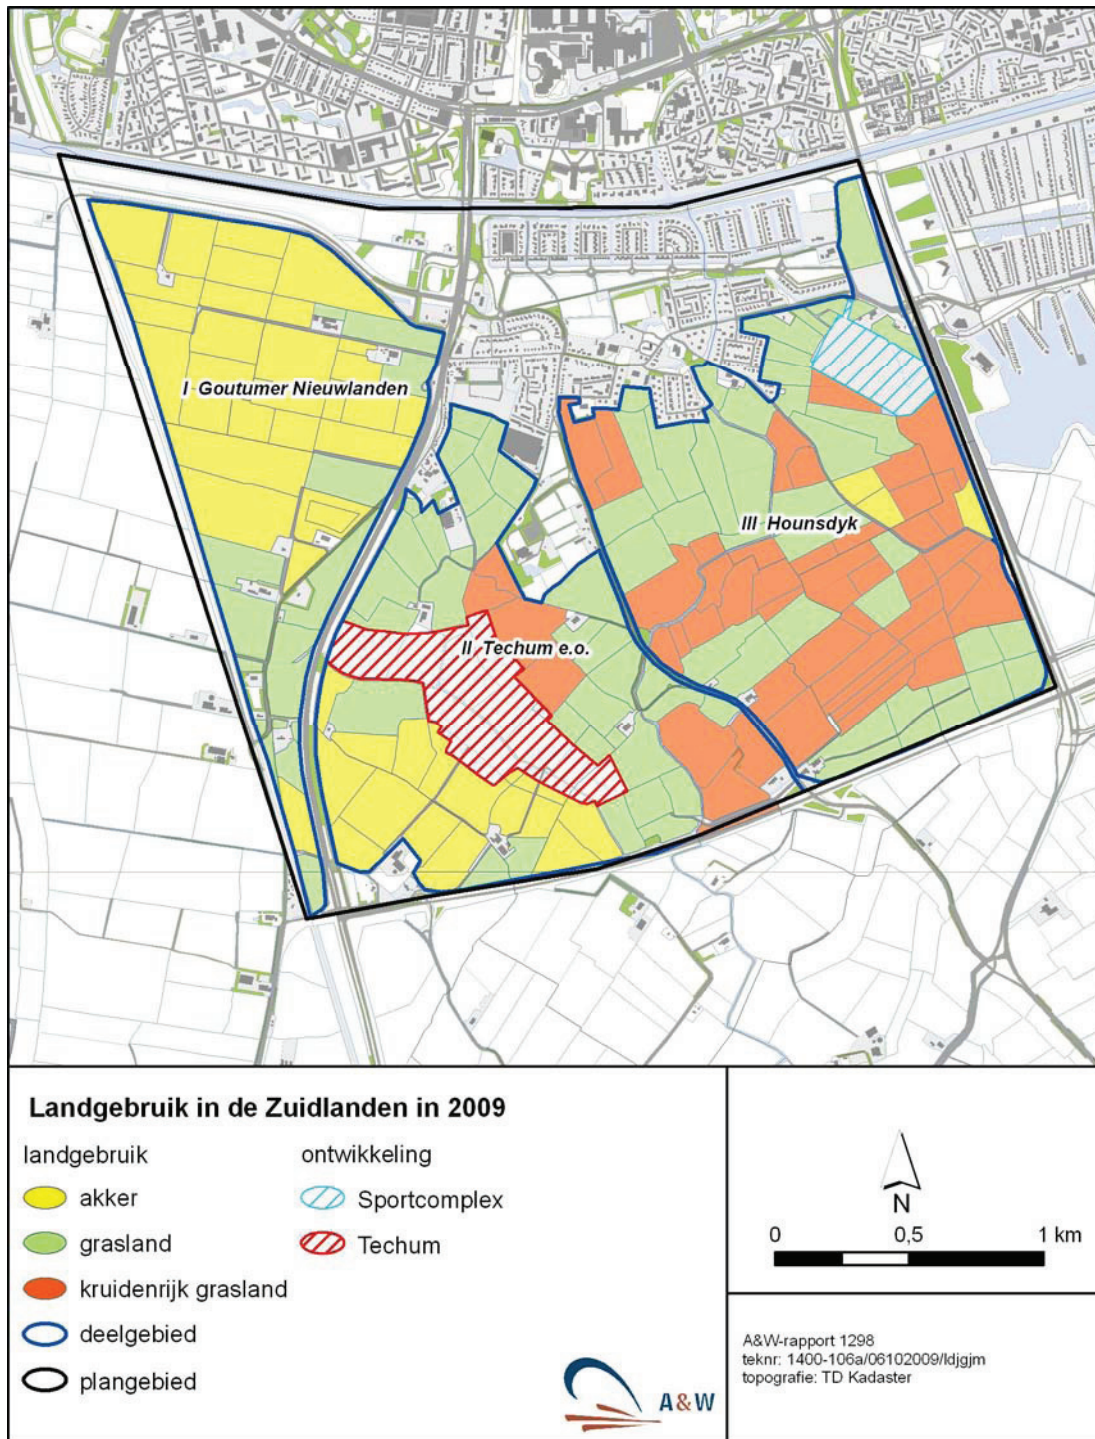 I Goutumer Nieuwlanden
III Hounsdyk
II Techum e.o.
Landgebruik in de Zuidlanden in 2009
landgebruik
akker
grasland
kruidenrijk grasland
deelgebied
plangebied
ontwikkeling
Sportcomplex
Techum
A&W
N
0 0,5 1 km
A&W-rapport 1298
teknr: 1400-106a/06102009/ldjgjm
topografie: TD Kadaster